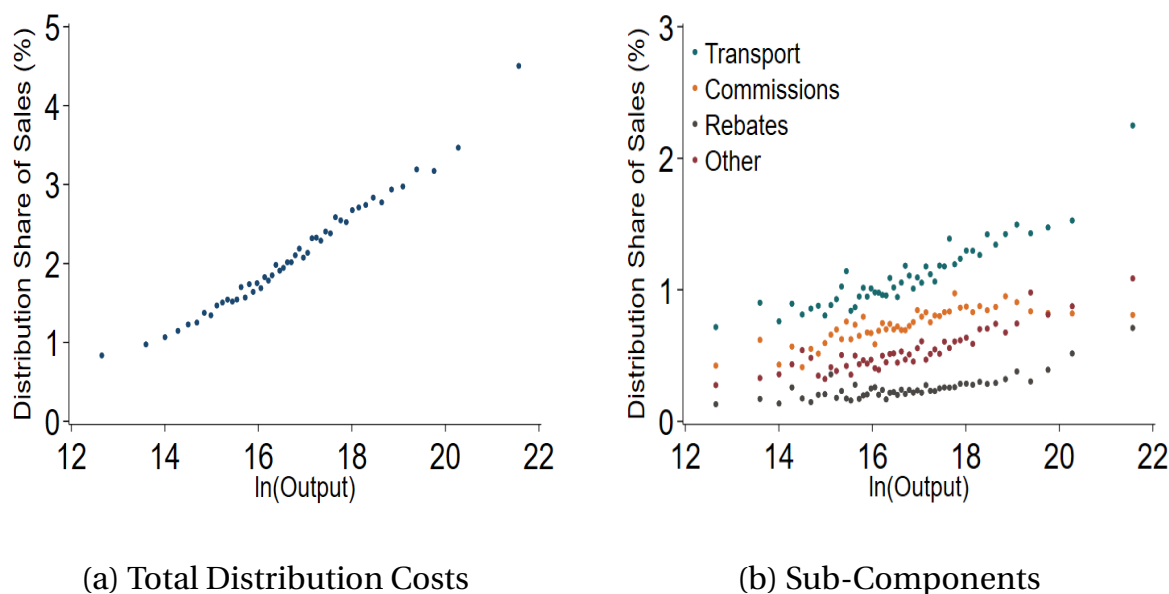 Distribution Share of Sales (%)
5
4
3
2
1
0
12 14 16 18 20 22
ln(Output)
(a) Total Distribution Costs
Distribution Share of Sales (%)
3
2
1
0
Transport
Commissions
Rebates
Other
12 14 16 18 20 22
ln(Output)
(b) Sub-Components